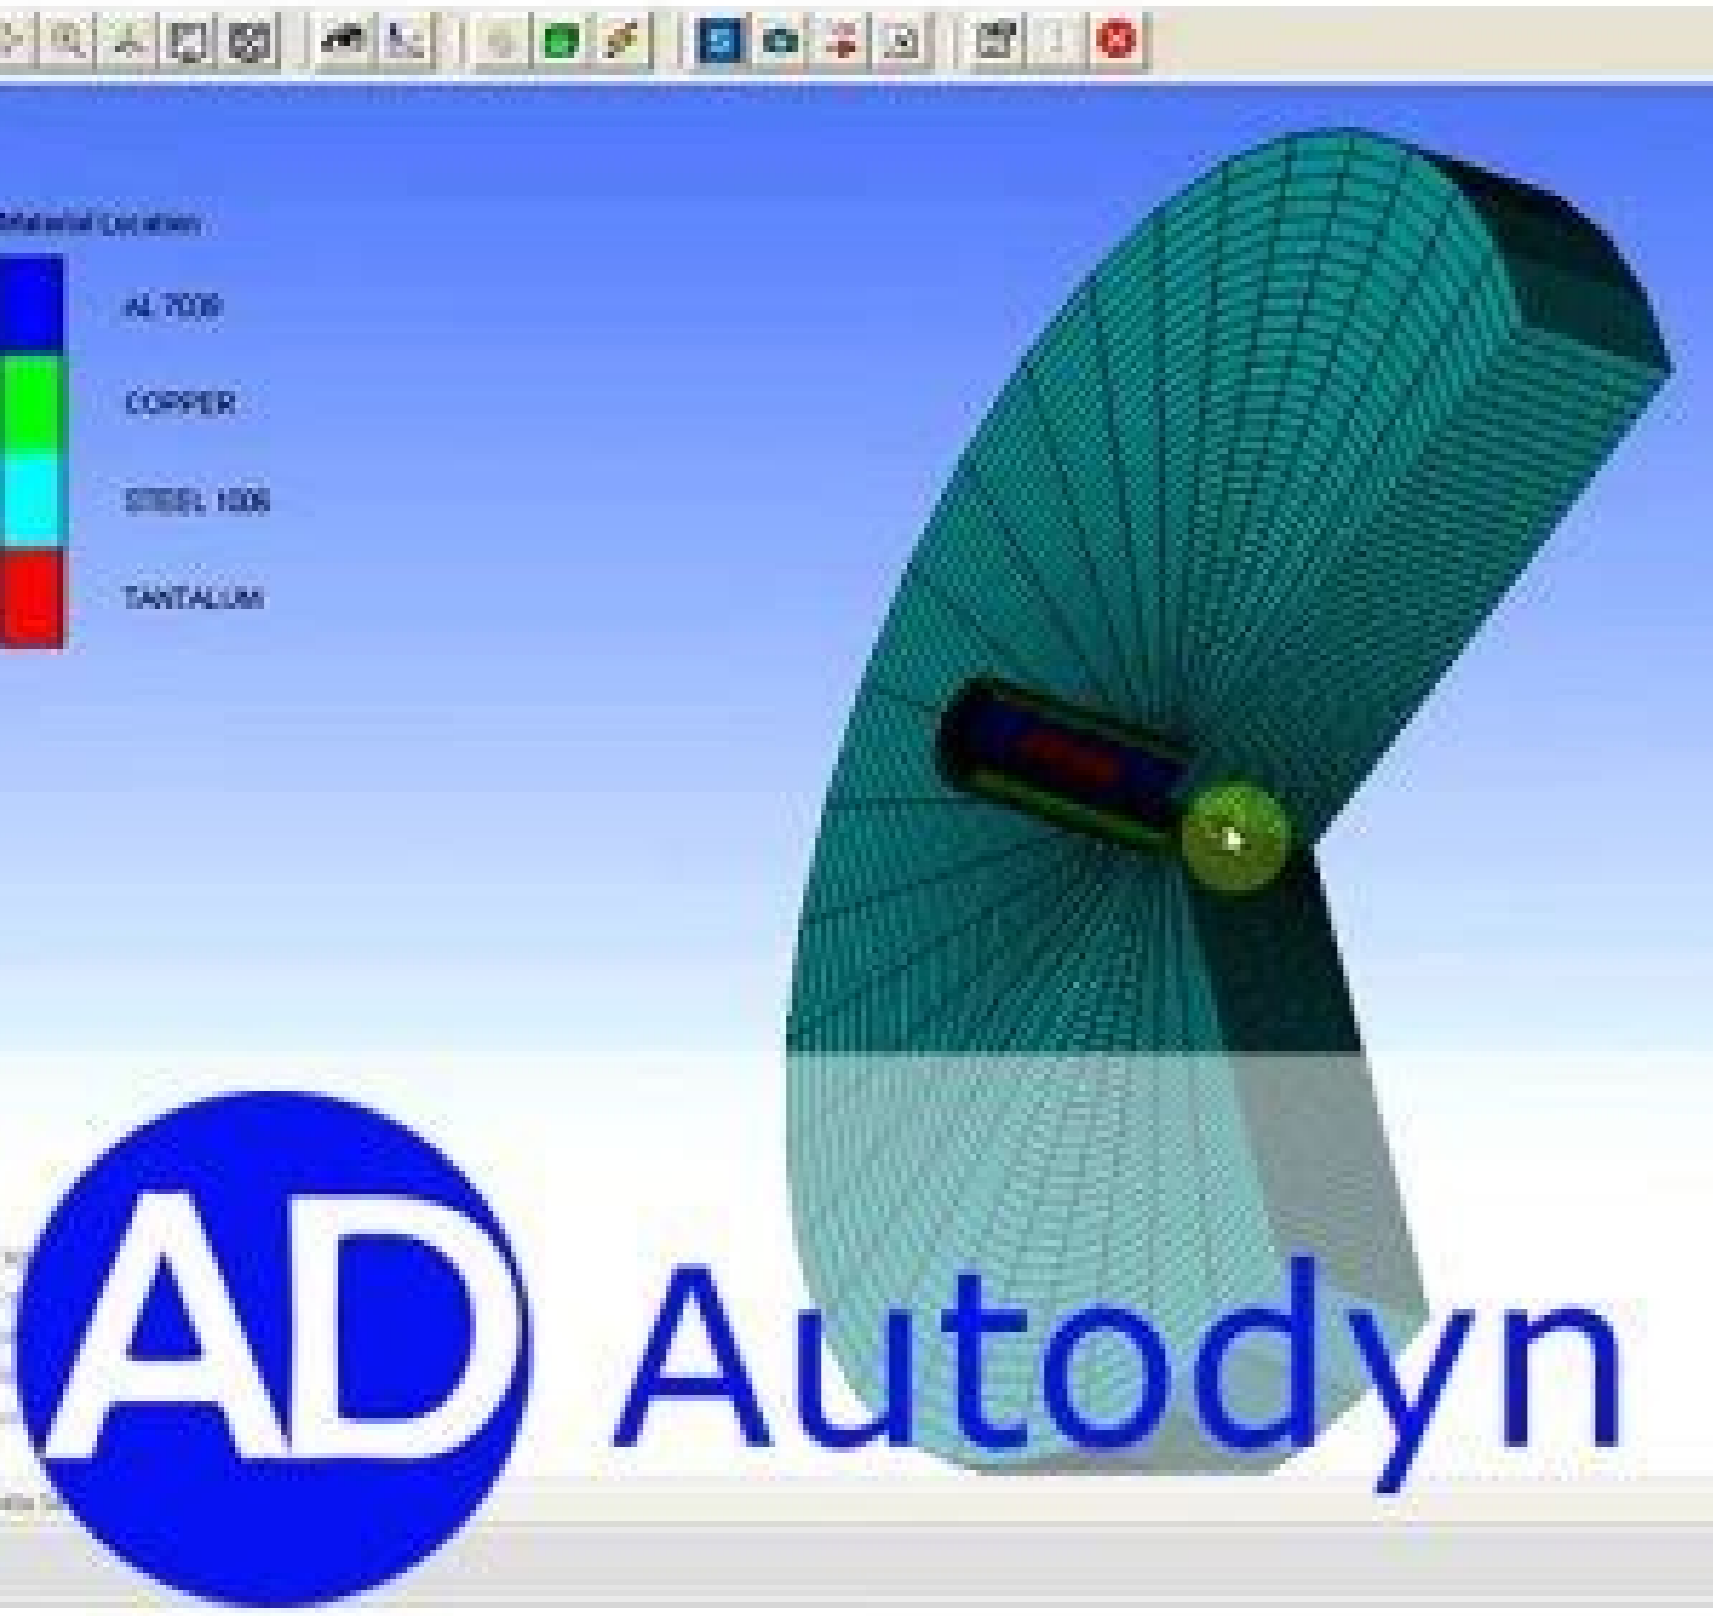 Material Location
AL 7039
COPPER
STEEL 1006
TANTALUM
AD Autodyn